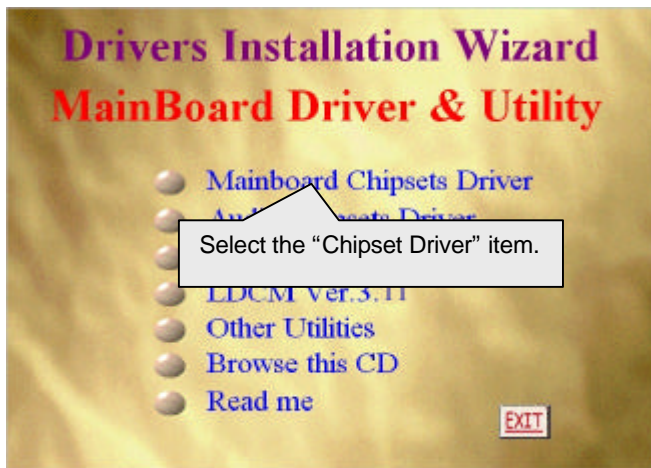 Drivers Installation Wizard
MainBoard Driver & Utility
Mainboard Chipsets Driver
Driver
Select the “Chipset Driver” item.
LDCM Ver.3.11
Other Utilities
Browse this CD
Read me
EXIT